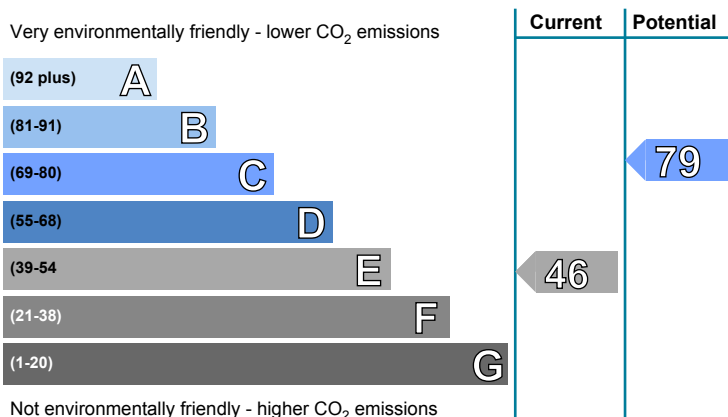 Very environmentally friendly - lower CO2 emissions
Current
Potential
(92 plus) A
(81-91) B
(69-80) C
79
(55-68) D
(39-54 E
46
(21-38) F
(1-20) G
Not environmentally friendly - higher CO2 emissions